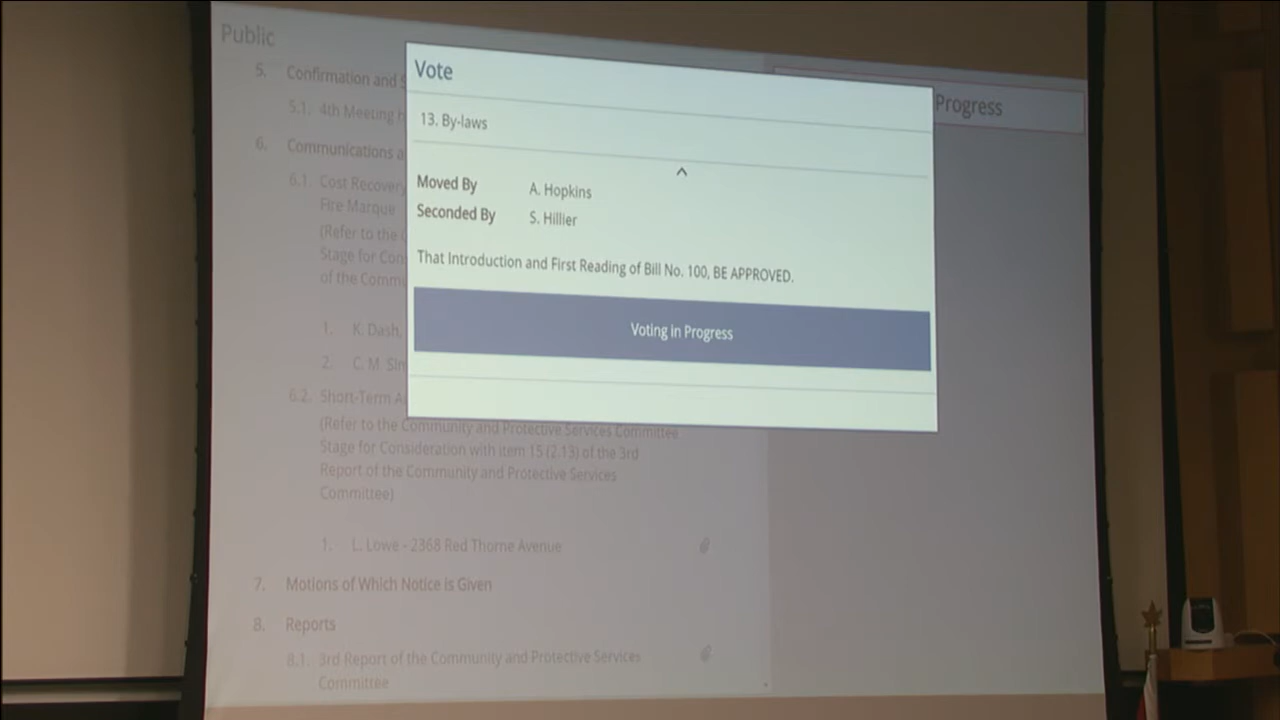 Public
5. Confirmation and
5.1. 4th Meeting
6. Communications
6.1 Cost Recovery
Fire Marque
(Refer to the
Stage for
of the
1. K. Dash,
2. C. M.
6.2. Short-Term
(Refer to the Community and Protective Services Committee
Stage for Consideration with item 15 (2.13) of the 3rd
Report of the Community and Protective Services
Committee)
1. L. Lowe - 2368 Red Thorne Avenue
7. Motions of Which Notice is Given
8. Reports
8.1. 3rd Report of the Community and Protective Services
Committee
Vote
13. By-laws
Moved By A. Hopkins
Seconded By S. Hillier
That Introduction and First Reading of Bill No. 100, BE APPROVED.
Voting in Progress
Progress